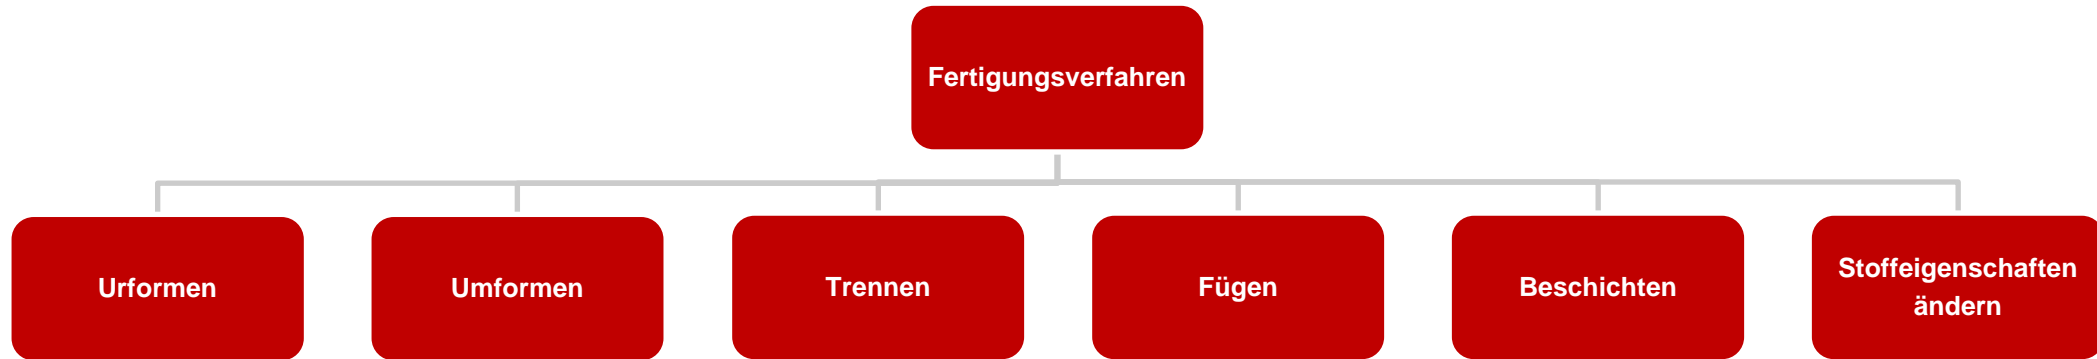 Fertigungsverfahren
Urformen
Umformen
Trennen
Fügen
Beschichten
Stoffeigenschaften
ändern